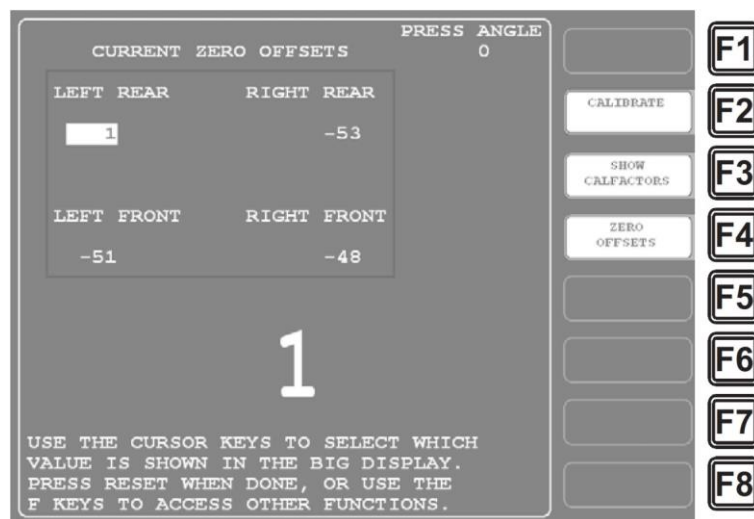 PRESS ANGLE
CURRENT ZERO OFFSETS 0
LEFT REAR RIGHT REAR
1 -53
LEFT FRONT RIGHT FRONT
-51 -48
1
USE THE CURSOR KEYS TO SELECT WHICH
VALUE IS SHOWN IN THE BIG DISPLAY.
PRESS RESET WHEN DONE, OR USE THE
F KEYS TO ACCESS OTHER FUNCTIONS.
F1
CALIBRATE
F2
SHOW
CALFACTORS
F3
ZERO
OFFSETS
F4
F5
F6
F7
F8